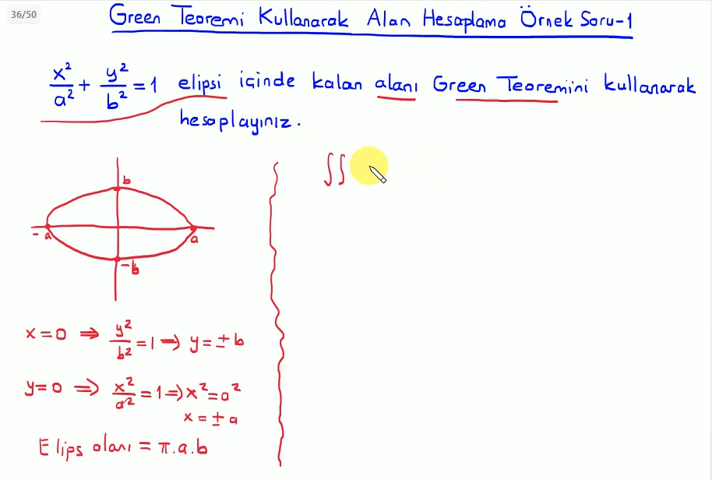 36/50
Green Teoremi Kullanarak Alan Hesaplama Örnek Soru-1
x²/a² + y²/b² = 1 elipsi içinde kalan alanı Green Teoremini kullanarak
hesaplayınız.
b
-a
a
-b
∬
x=0 ⇒ y²/b² = 1 → y = ± b
y=0 ⇒ x²/a² = 1 ⇒ x² = a²
x = ± a
Elips alanı = π.a.b